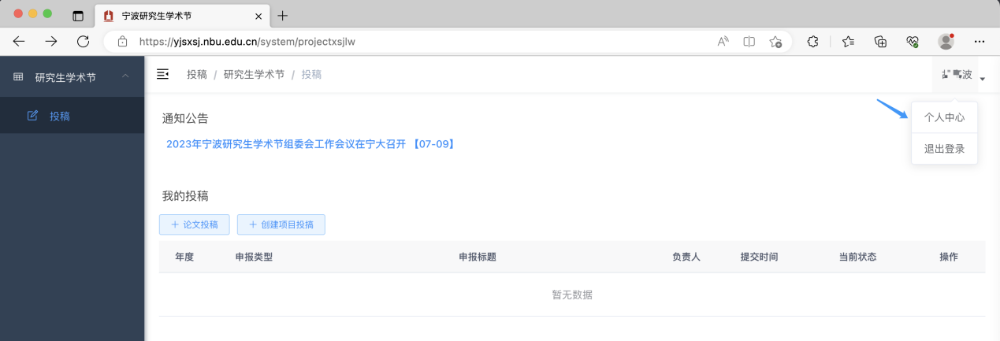 宁波研究生学术节
https://yjsxsj.nbu.edu.cn/system/projectxsjlw
研究生学术节
投稿 / 研究生学术节 / 投稿
波
投稿
个人中心
退出登录
通知公告
2023年宁波研究生学术节组委会工作会议在宁大召开 【07-09】
我的投稿
+ 论文投稿
+ 创建项目投搞
年度 申报类型 申报标题 负责人 提交时间 当前状态 操作
暂无数据